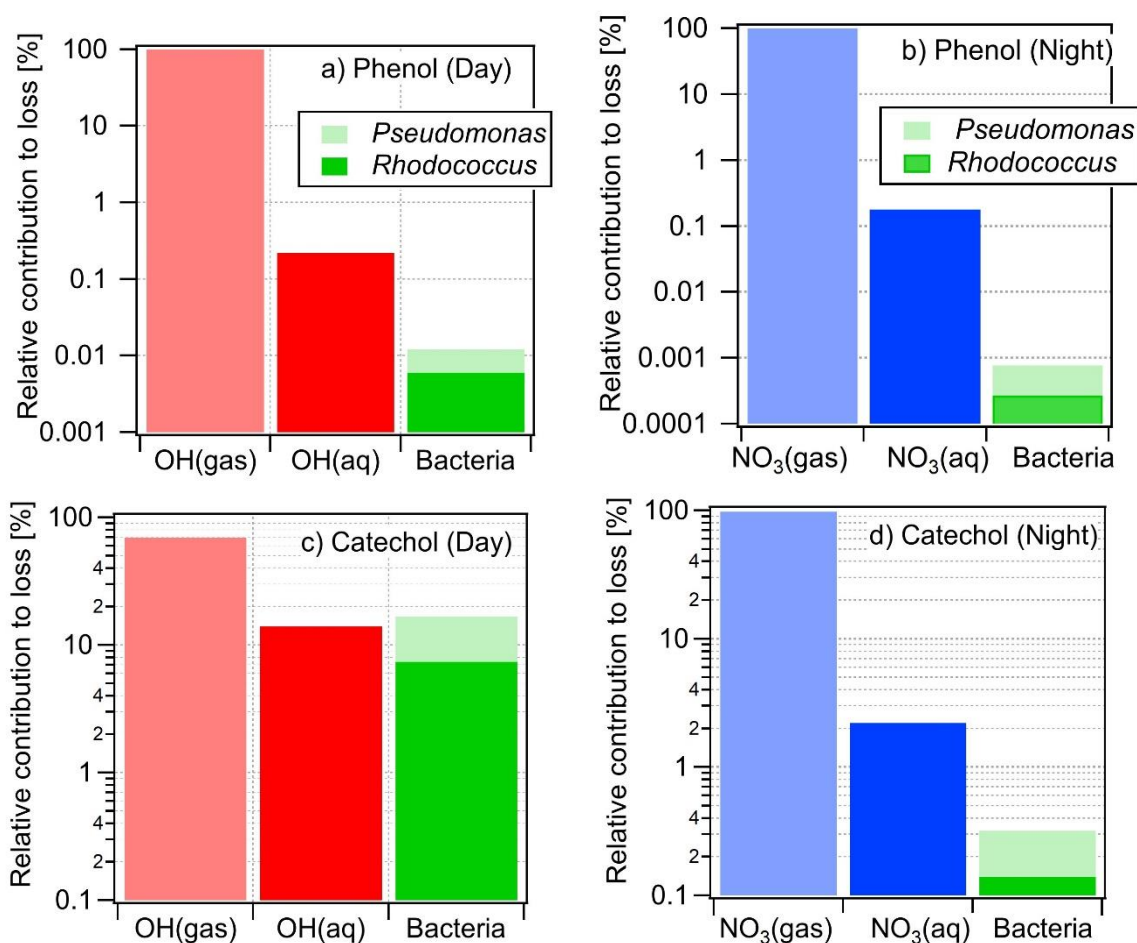 Relative contribution to loss [%]
100
10
1
0.1
0.01
0.001
a) Phenol (Day)
Pseudomonas
Rhodococcus
OH(gas)
OH(aq)
Bacteria
Relative contribution to loss [%]
100
10
1
0.1
0.01
0.001
0.0001
b) Phenol (Night)
Pseudomonas
Rhodococcus
NO₃(gas)
NO₃(aq)
Bacteria
Relative contribution to loss [%]
100
4
2
10
4
2
1
4
2
0.1
c) Catechol (Day)
OH(gas)
OH(aq)
Bacteria
Relative contribution to loss [%]
100
4
2
10
4
2
1
4
2
0.1
d) Catechol (Night)
NO₃(gas)
NO₃(aq)
Bacteria